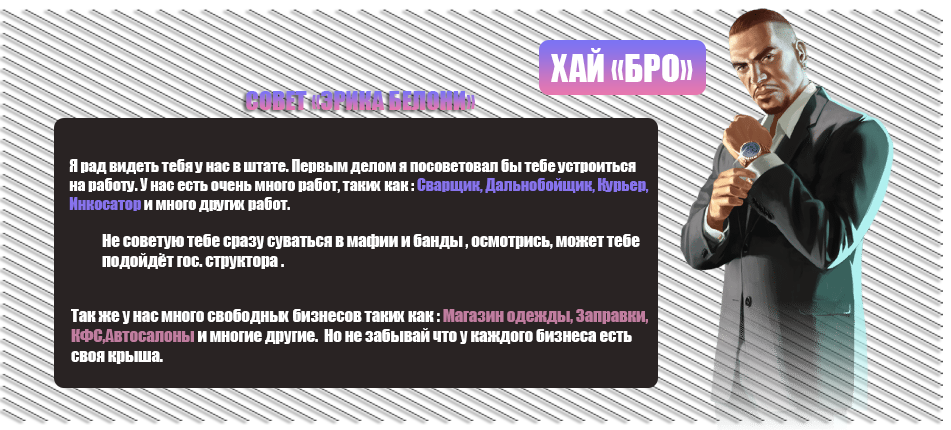 ХАЙ «БРО»
СОВЕТ «ЭРИКА БЕЛОНИ»
Я рад видеть тебя у нас в штате. Первым делом я посоветовал бы тебе устроиться
на работу. У нас есть очень много работ, таких как : Сварщик, Дальнобойщик, Курьер,
Инкосатор и много других работ.
Не советую тебе сразу суваться в мафии и банды , осмотрись, может тебе
подойдёт гос. структора .
Так же у нас много свободных бизнесов таких как : Магазин одежды, Заправки,
КФС,Автосалоны и многие другие. Но не забывай что у каждого бизнеса есть
своя крыша.